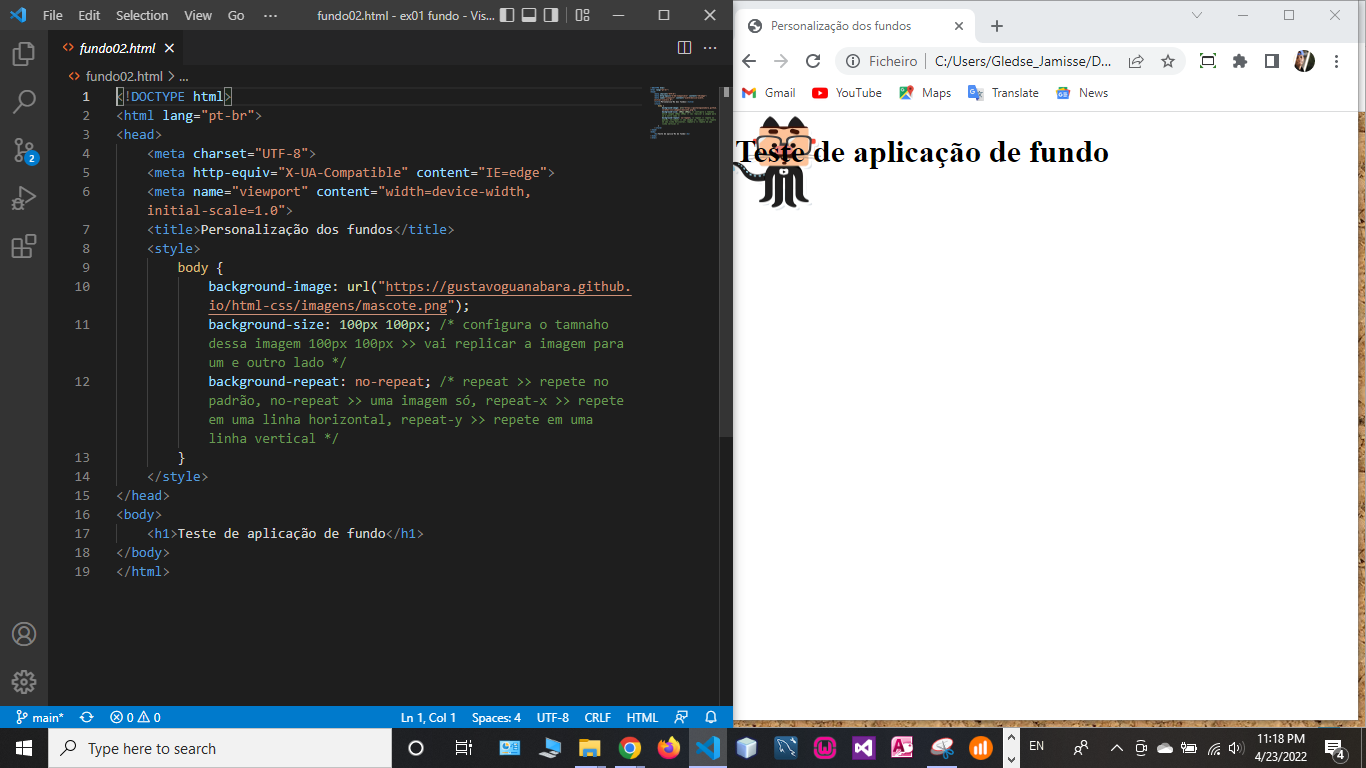 File Edit Selection View Go ··· fundo02.html - ex01 fundo - Vis...
fundo02.html
fundo02.html > ...
1 <!DOCTYPE html>
2 <html lang="pt-br">
3 <head>
4 <meta charset="UTF-8">
5 <meta http-equiv="X-UA-Compatible" content="IE=edge">
6 <meta name="viewport" content="width=device-width,
initial-scale=1.0">
7 <title>Personalização dos fundos</title>
8 <style>
9 body {
10 background-image: url("https://gustavoguanabara.github.
io/html-css/imagens/mascote.png");
11 background-size: 100px 100px; /* configura o tamnaho
dessa imagem 100px 100px >> vai replicar a imagem para
um e outro lado */
12 background-repeat: no-repeat; /* repeat >> repete no
padrão, no-repeat >> uma imagem só, repeat-x >> repete
em uma linha horizontal, repeat-y >> repete em uma
linha vertical */
13 }
14 </style>
15 </head>
16 <body>
17 <h1>Teste de aplicação de fundo</h1>
18 </body>
19 </html>
2
main* 0 0 Ln 1, Col 1 Spaces: 4 UTF-8 CRLF HTML
Personalização dos fundos
Ficheiro C:/Users/Gledse_Jamisse/D...
Gmail YouTube Maps Translate News
Teste de aplicação de fundo
Type here to search
EN
11:18 PM
4/23/2022
4